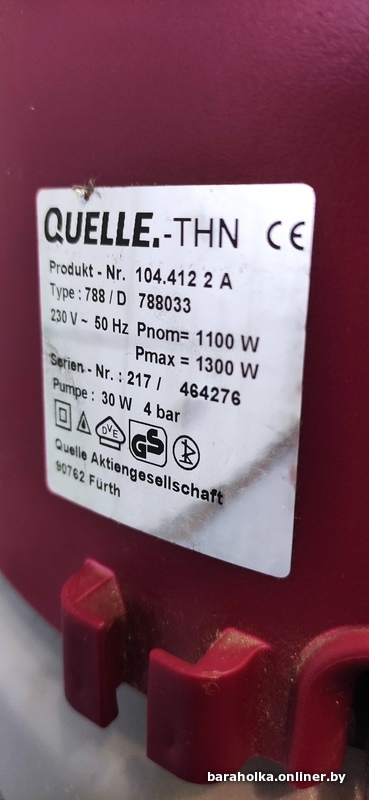 QUELLE.-THN CE
Produkt - Nr. 104.412 2 A
Type : 788 / D 788033
230 V ~ 50 Hz Pnom= 1100 W
Pmax = 1300 W
Serien - Nr. : 217 / 464276
Pumpe : 30 W 4 bar
DVE GS
Quelle Aktiengesellschaft
90762 Fürth
baraholka.onliner.by